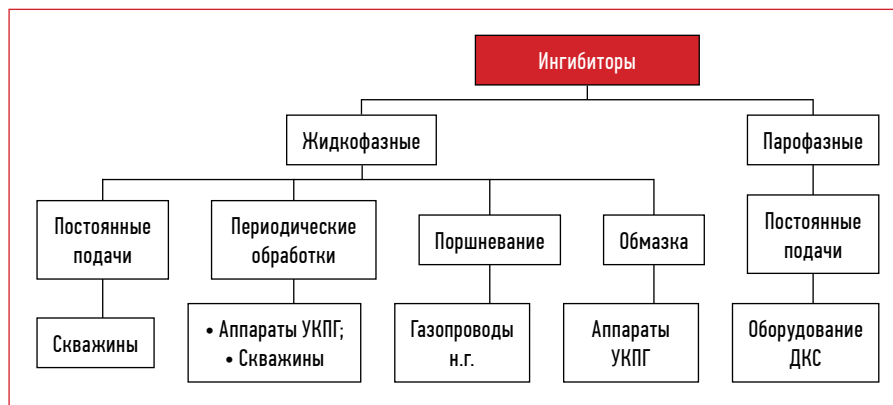 Ингибиторы
Жидкофазные
Парофазные
Постоянные
подачи
Периодические
обработки
Поршневание
Обмазка
Постоянные
подачи
Скважины
• Аппараты УКПГ;
• Скважины
Газопроводы
н.г.
Аппараты
УКПГ
Оборудование
ДКС